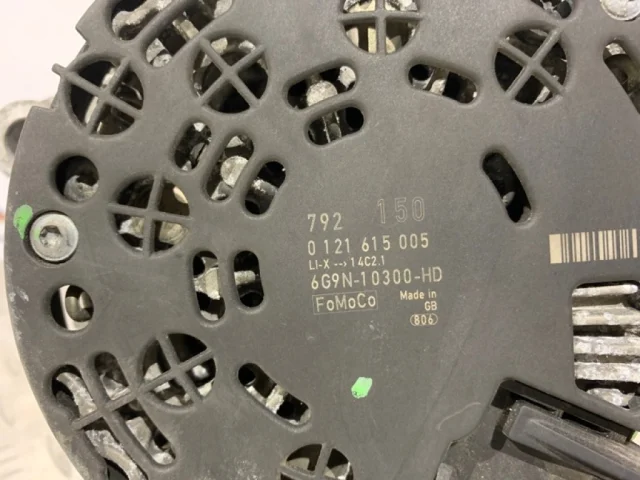 792 150
0 121 615 005
LI-X --> 14C2.1
6G9N-10300-HD
FoMoCo Made in
GB
806